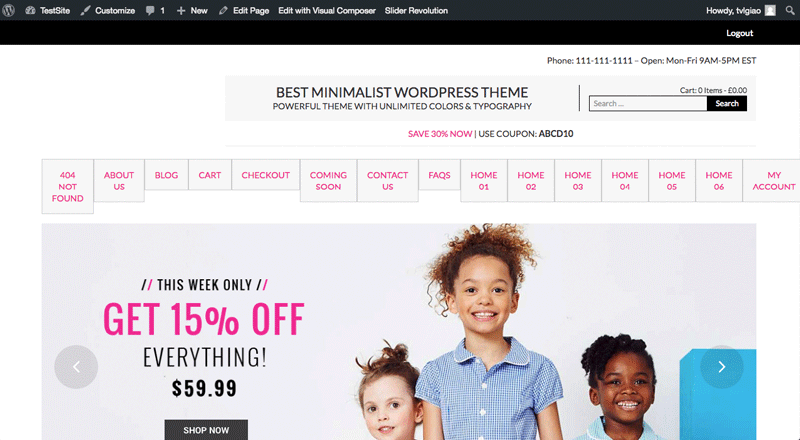 TestSite Customize 1 New Edit Page Edit with Visual Composer Slider Revolution Howdy, tvlgiao
Logout
Phone: 111-111-1111 – Open: Mon-Fri 9AM-5PM EST
BEST MINIMALIST WORDPRESS THEME
POWERFUL THEME WITH UNLIMITED COLORS & TYPOGRAPHY
Cart: 0 Items - £0.00
Search ... Search
SAVE 30% NOW | USE COUPON: ABCD10
404 NOT FOUND
ABOUT US
BLOG
CART
CHECKOUT
COMING SOON
CONTACT US
FAQS
HOME 01
HOME 02
HOME 03
HOME 04
HOME 05
HOME 06
MY ACCOUNT
// THIS WEEK ONLY //
GET 15% OFF
EVERYTHING!
$59.99
SHOP NOW